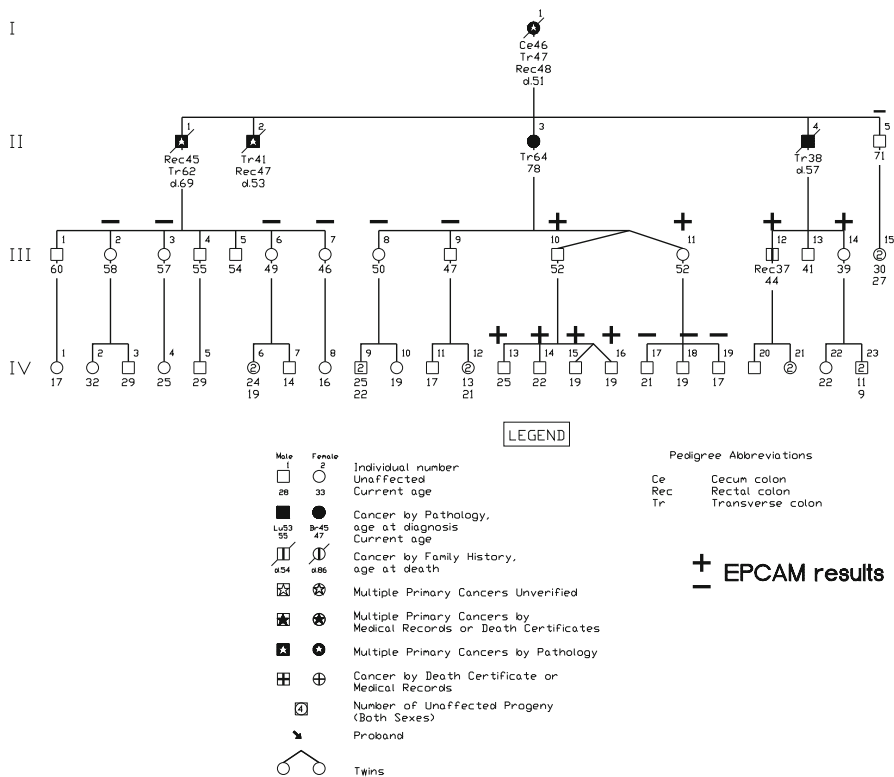 I
1
Ce46
Tr47
Rec48
d.51
II
1 2 3 4 − 5
Rec45 Tr41 Tr64 Tr38 71
Tr62 Rec47 78 d.57
d.69 d.53
III
− − − − − − + + + +
1 2 3 4 5 6 7 8 9 10 11 12 13 14 15
2
60 58 57 55 54 49 46 50 47 52 52 Rec37 41 39 30
44 27
IV
+ + + + − − −
1 2 3 4 5 6 7 8 9 10 11 12 13 14 15 16 17 18 19 20 21 22 23
2 2 2 2 2
17 32 29 25 29 24 14 16 25 19 17 13 25 22 19 19 21 19 17 22 11
19 22 21 9
LEGEND
Male Female
1 2 Individual number
Unaffected
28 33 Current age
Cancer by Pathology,
Lu53 Br45 age at diagnosis
55 47 Current age
Cancer by Family History,
d.54 d.86 age at death
Multiple Primary Cancers Unverified
Multiple Primary Cancers by
Medical Records or Death Certificates
Multiple Primary Cancers by Pathology
Cancer by Death Certificate or
Medical Records
4 Number of Unaffected Progeny
(Both Sexes)
Proband
Twins
Pedigree Abbreviations
Ce Cecum colon
Rec Rectal colon
Tr Transverse colon
+
− EPCAM results